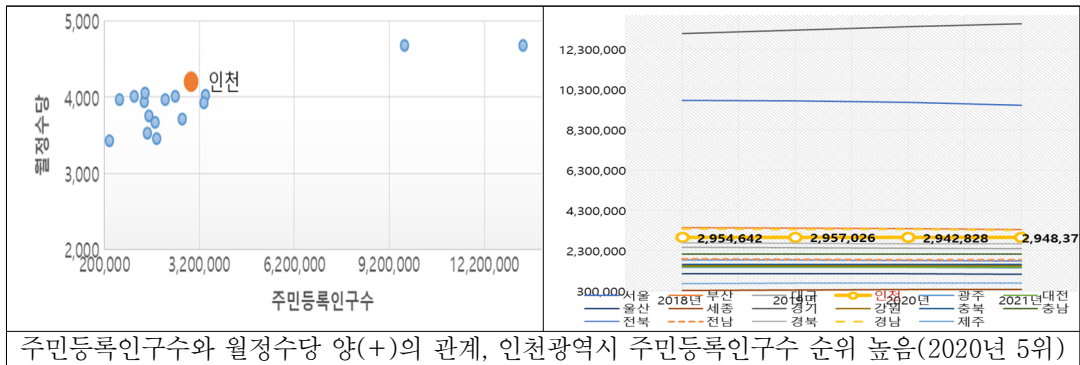 5,000
4,000
3,000
2,000
월정수당
인천
200,000 3,200,000 6,200,000 9,200,000 12,200,000
주민등록인구수
12,300,000
10,300,000
8,300,000
6,300,000
4,300,000
2,300,000
300,000
2,954,642 2,957,026 2,942,828 2,948,37
2018년 2019년 2020년 2021년
서울 부산 대구 인천 광주 대전
울산 세종 경기 강원 충북 충남
전북 전남 경북 경남 제주
주민등록인구수와 월정수당 양(+)의 관계, 인천광역시 주민등록인구수 순위 높음(2020년 5위)